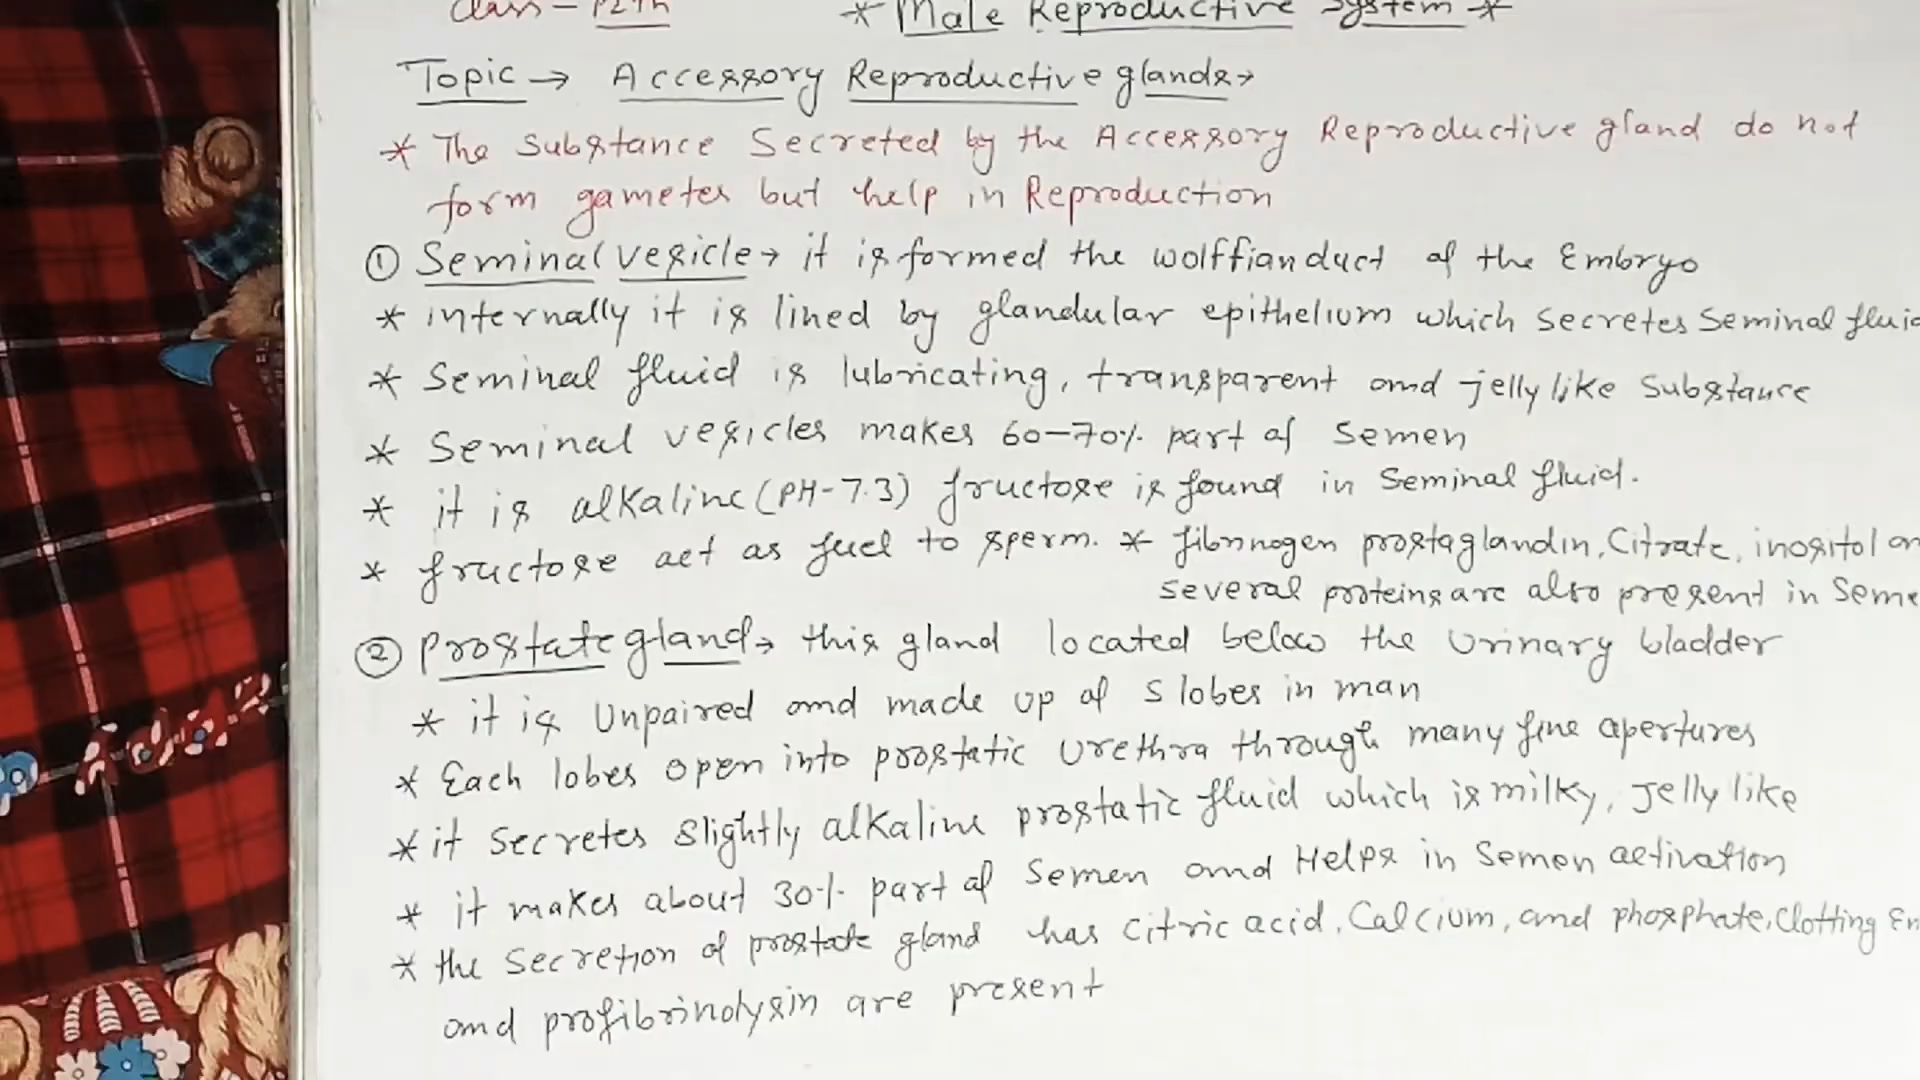 Class - 12th * Male Reproductive System *
Topic → Accessory Reproductive glands →
* The Substance Secreted by the Accessory Reproductive gland do not
form gametes but help in Reproduction
① Seminal vesicle → it is formed the wolffian duct of the Embryo
* internally it is lined by glandular epithelium which secretes Seminal fluid
* Seminal fluid is lubricating, transparent and jelly like Substance
* Seminal vesicles makes 60-70% part of Semen
* it is alkaline (PH-7.3) fructose is found in Seminal fluid.
* fructose act as fuel to sperm. * fibrinogen prostaglandin, Citrate, inositol an
several proteins are also present in Seme
② Prostate gland → this gland located below the Urinary bladder
* it is Unpaired and made up of 5 lobes in man
* Each lobes open into prostatic Urethra through many fine apertures
* it Secretes Slightly alkaline prostatic fluid which is milky, Jelly like
* it makes about 30% part of Semen and Helps in Semen activation
* the Secretion of prostate gland has Citric acid, Calcium, and phosphate, Clotting En
and profibrinolysin are present